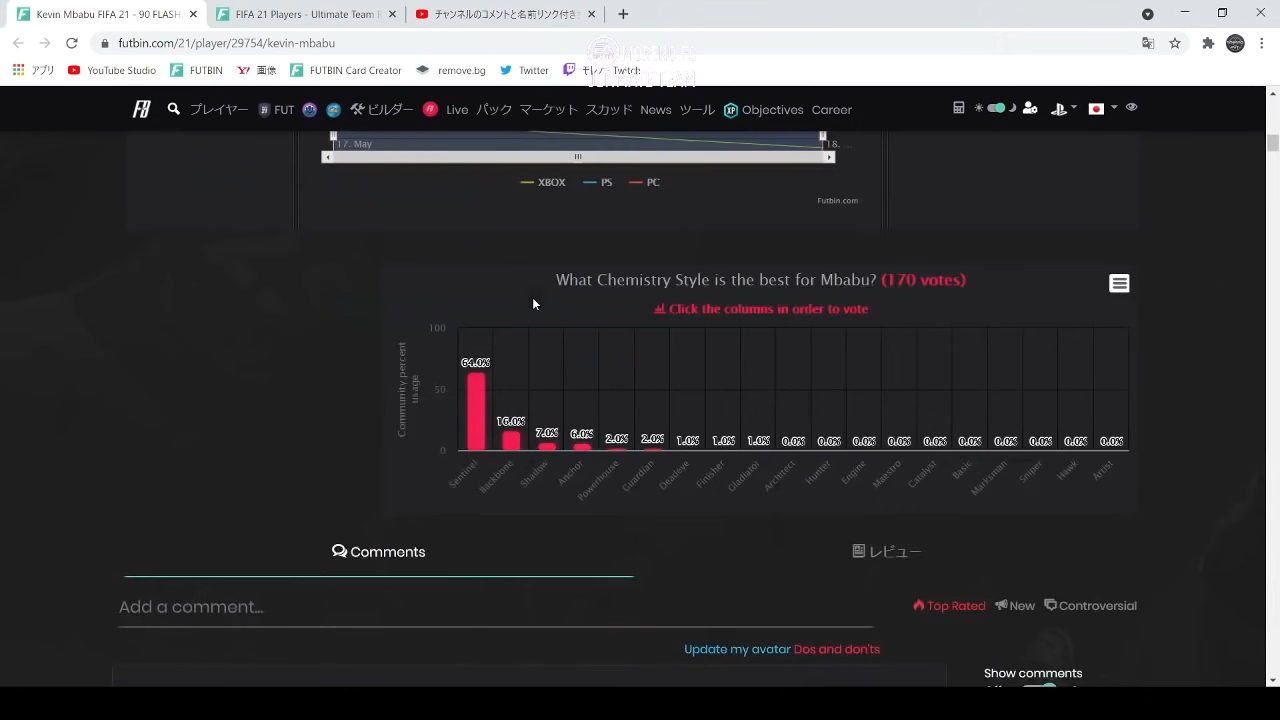 Kevin Mbabu FIFA 21 - 90 FLASH
FIFA 21 Players - Ultimate Team
チャンネルのコメントと名前リンク付き
futbin.com/21/player/29754/kevin-mbabu
アプリ YouTube Studio FUTBIN 画像 FUTBIN Card Creator remove.bg Twitter Twitch
ULTIMATE TEAM
プレイヤー FUT ビルダー Live パック マーケット スカッド News ツール XP Objectives Career
17. May
18.
XBOX PS PC
Futbin.com
What Chemistry Style is the best for Mbabu? (170 votes)
Click the columns in order to vote
Community percent usage
100
50
0
64.0% 16.0% 7.0% 6.0% 2.0% 2.0% 1.0% 1.0% 1.0% 0.0% 0.0% 0.0% 0.0% 0.0% 0.0% 0.0% 0.0% 0.0% 0.0%
Sentinel Backbone Shadow Anchor Powerhouse Guardian Deadeye Finisher Gladiator Architect Hunter Engine Maestro Catalyst Basic Marksman Sniper Hawk Artist
Comments
レビュー
Add a comment...
Top Rated New Controversial
Update my avatar Dos and don'ts
Show comments